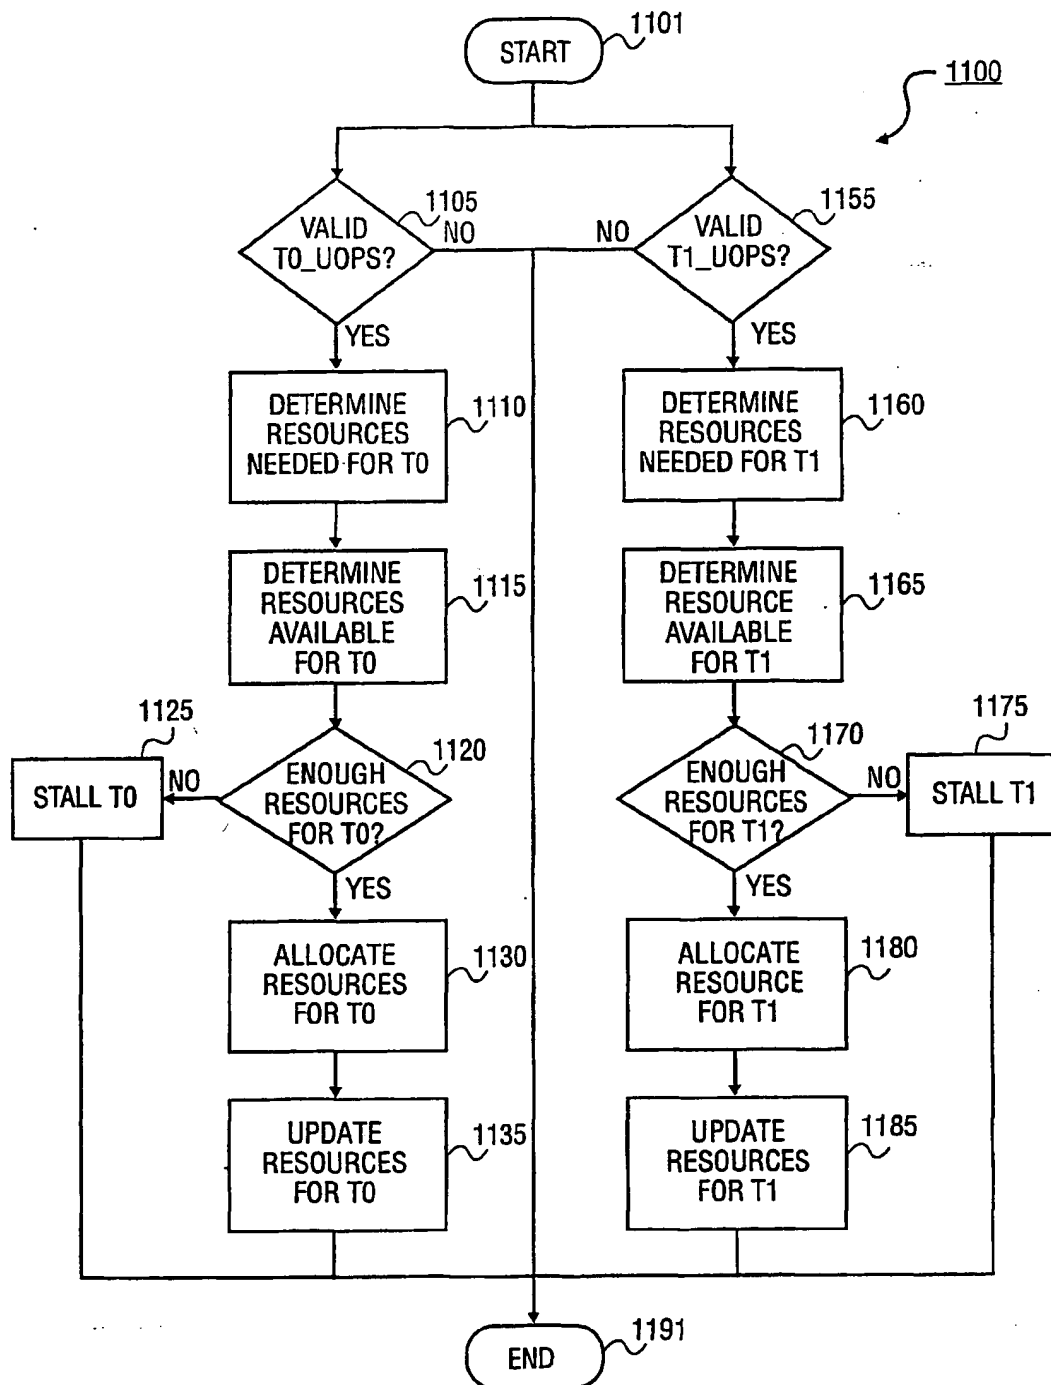 START
1101
1100
VALID
T0_UOPS?
1105
NO
NO
VALID
T1_UOPS?
1155
YES
YES
DETERMINE
RESOURCES
NEEDED FOR T0
1110
DETERMINE
RESOURCES
NEEDED FOR T1
1160
DETERMINE
RESOURCES
AVAILABLE
FOR T0
1115
DETERMINE
RESOURCE
AVAILABLE
FOR T1
1165
1125
STALL T0
NO
ENOUGH
RESOURCES
FOR T0?
1120
ENOUGH
RESOURCES
FOR T1?
1170
NO
1175
STALL T1
YES
YES
ALLOCATE
RESOURCES
FOR T0
1130
ALLOCATE
RESOURCE
FOR T1
1180
UPDATE
RESOURCES
FOR T0
1135
UPDATE
RESOURCES
FOR T1
1185
END
1191